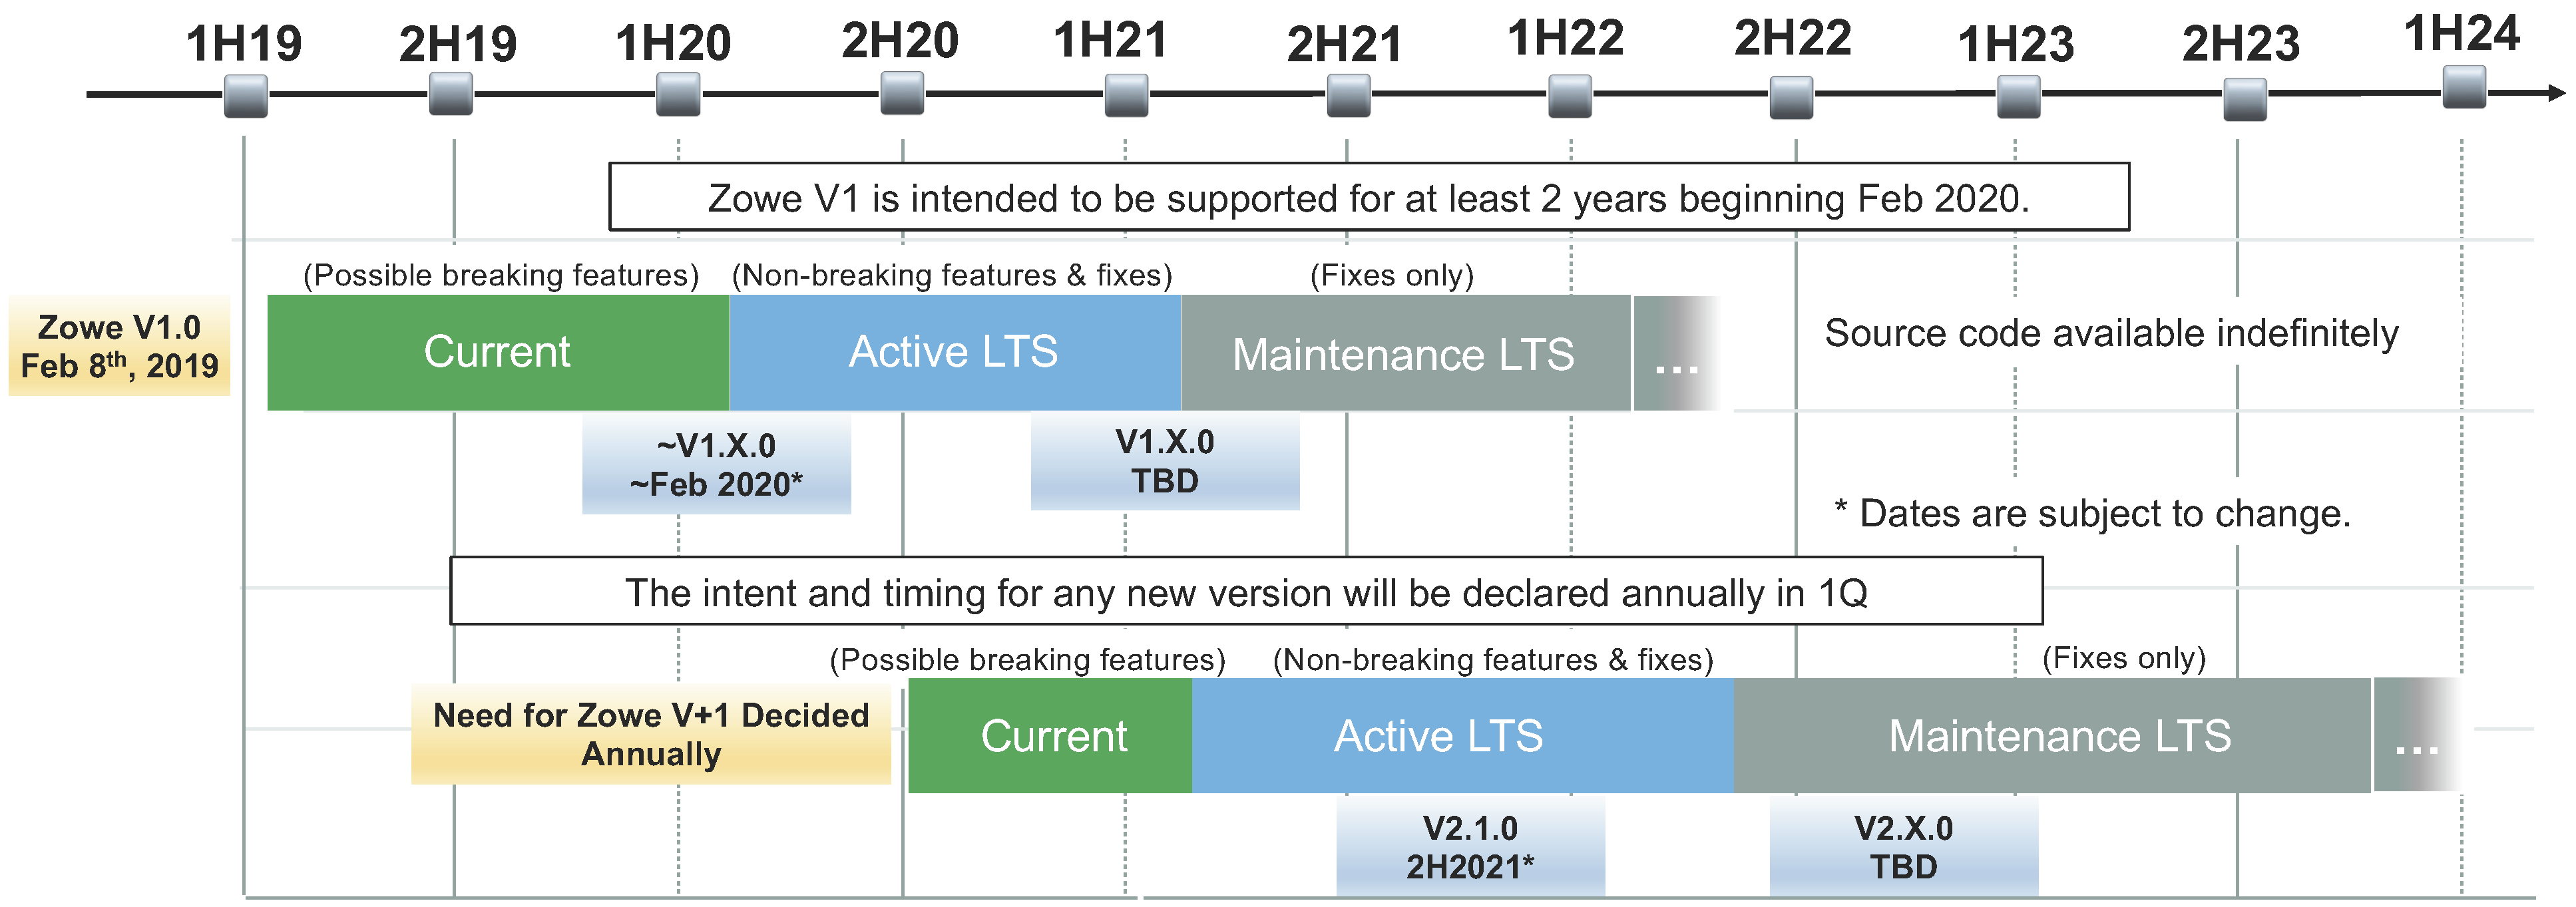 1H19 2H19 1H20 2H20 1H21 2H21 1H22 2H22 1H23 2H23 1H24
Zowe V1 is intended to be supported for at least 2 years beginning Feb 2020.
(Possible breaking features) (Non-breaking features & fixes) (Fixes only)
Zowe V1.0
Feb 8th, 2019
Current Active LTS Maintenance LTS ...
Source code available indefinitely
~V1.X.0
~Feb 2020*
V1.X.0
TBD
* Dates are subject to change.
The intent and timing for any new version will be declared annually in 1Q
(Possible breaking features) (Non-breaking features & fixes) (Fixes only)
Need for Zowe V+1 Decided
Annually
Current Active LTS Maintenance LTS ...
V2.1.0
2H2021*
V2.X.0
TBD